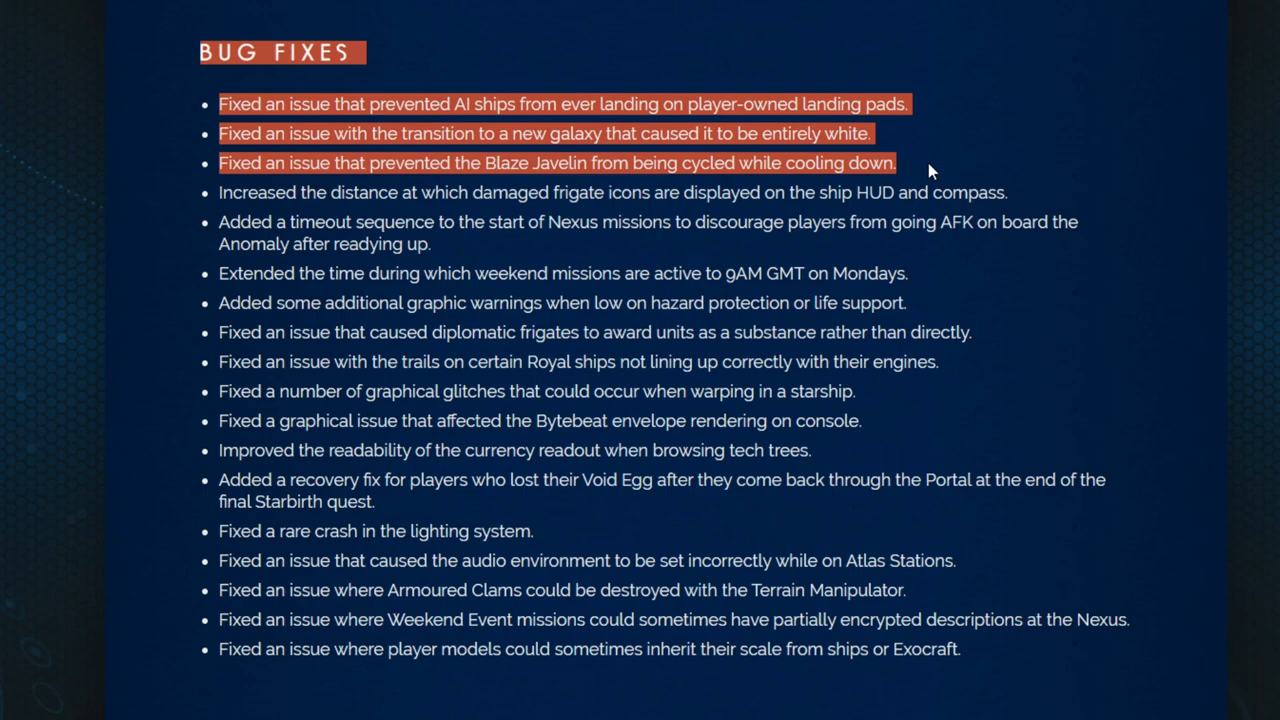 BUG FIXES
Fixed an issue that prevented AI ships from ever landing on player-owned landing pads.
Fixed an issue with the transition to a new galaxy that caused it to be entirely white.
Fixed an issue that prevented the Blaze Javelin from being cycled while cooling down.
Increased the distance at which damaged frigate icons are displayed on the ship HUD and compass.
Added a timeout sequence to the start of Nexus missions to discourage players from going AFK on board the
Anomaly after readying up.
Extended the time during which weekend missions are active to 9AM GMT on Mondays.
Added some additional graphic warnings when low on hazard protection or life support.
Fixed an issue that caused diplomatic frigates to award units as a substance rather than directly.
Fixed an issue with the trails on certain Royal ships not lining up correctly with their engines.
Fixed a number of graphical glitches that could occur when warping in a starship.
Fixed a graphical issue that affected the Bytebeat envelope rendering on console.
Improved the readability of the currency readout when browsing tech trees.
Added a recovery fix for players who lost their Void Egg after they come back through the Portal at the end of the
final Starbirth quest.
Fixed a rare crash in the lighting system.
Fixed an issue that caused the audio environment to be set incorrectly while on Atlas Stations.
Fixed an issue where Armoured Clams could be destroyed with the Terrain Manipulator.
Fixed an issue where Weekend Event missions could sometimes have partially encrypted descriptions at the Nexus.
Fixed an issue where player models could sometimes inherit their scale from ships or Exocraft.